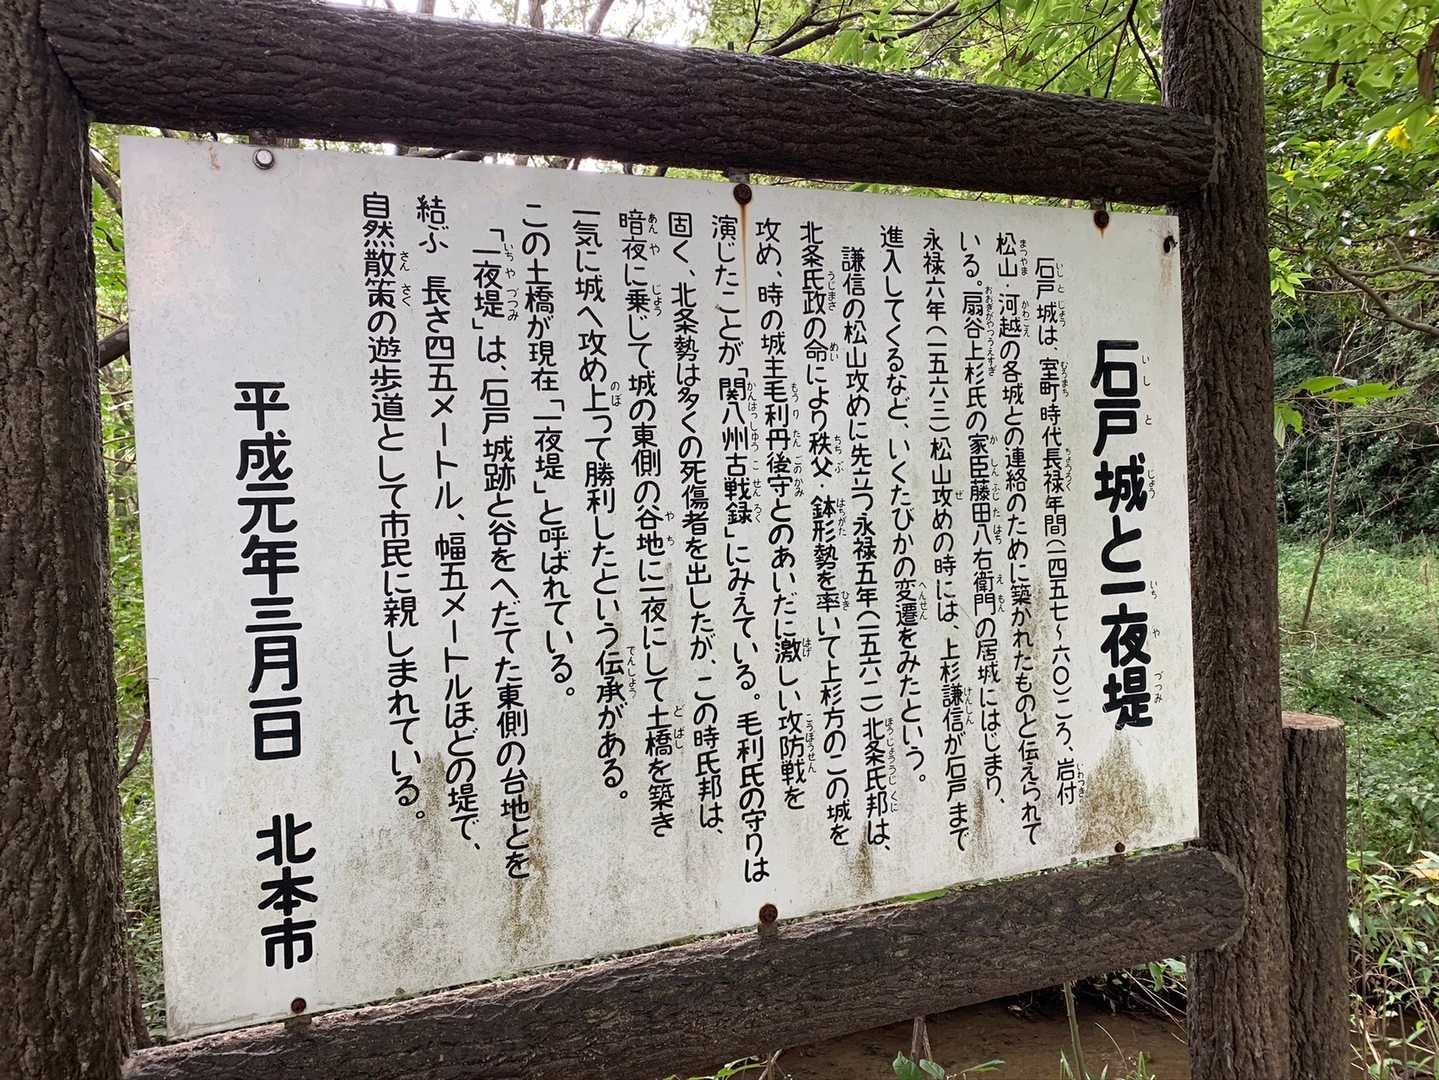 石戸城と一夜堤
石戸城は、室町時代長禄年間（一四五七～六〇）ころ、岩付
松山・河越の各城との連絡のために築かれたものと伝えられて
いる。扇谷上杉氏の家臣藤田八右衛門の居城にはじまり、
永禄六年（一五六三）松山攻めの時には、上杉謙信が石戸まで
進入してくるなど、いくたびかの変遷をみたという。
謙信の松山攻めに先立つ永禄五年（一五六二）北条氏邦は、
北条氏政の命により秩父・鉢形勢を率いて上杉方のこの城を
攻め、時の城主毛利丹後守とのあいだに激しい攻防戦を
演じたことが「関八州古戦録」にみえている。毛利氏の守りは
固く、北条勢は多くの死傷者を出したが、この時氏邦は、
暗夜に乗じて城の東側の谷地に一夜にして土橋を築き
一気に城へ攻め上って勝利したという伝承がある。
この土橋が現在「一夜堤」と呼ばれている。
「一夜堤」は、石戸城跡と谷をへだてた東側の台地とを
結ぶ 長さ四五メートル、幅五メートルほどの堤で、
自然散策の遊歩道として市民に親しまれている。
平成元年三月一日 北本市